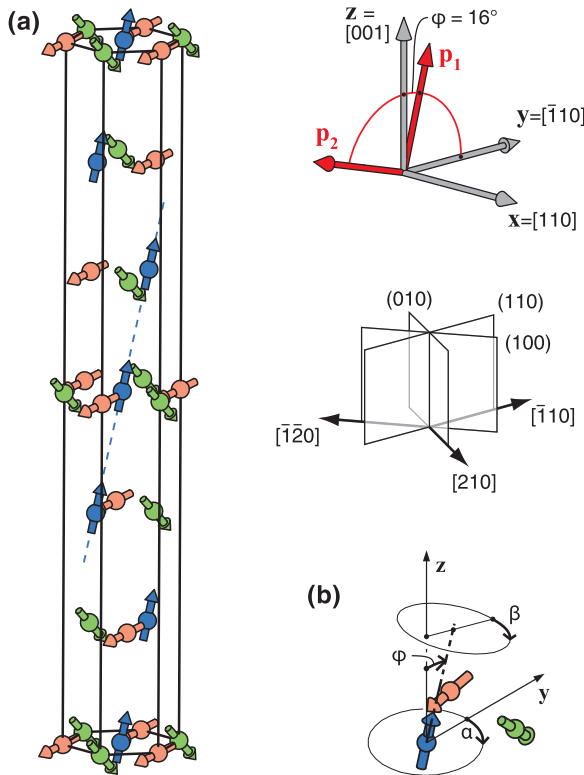 (a)
z =
[001]
φ = 16°
p₁
p₂
y=[1̅10]
x=[110]
(010)
(110)
(100)
[1̅2̅0]
[1̅10]
[210]
(b)
z
β
φ
y
α